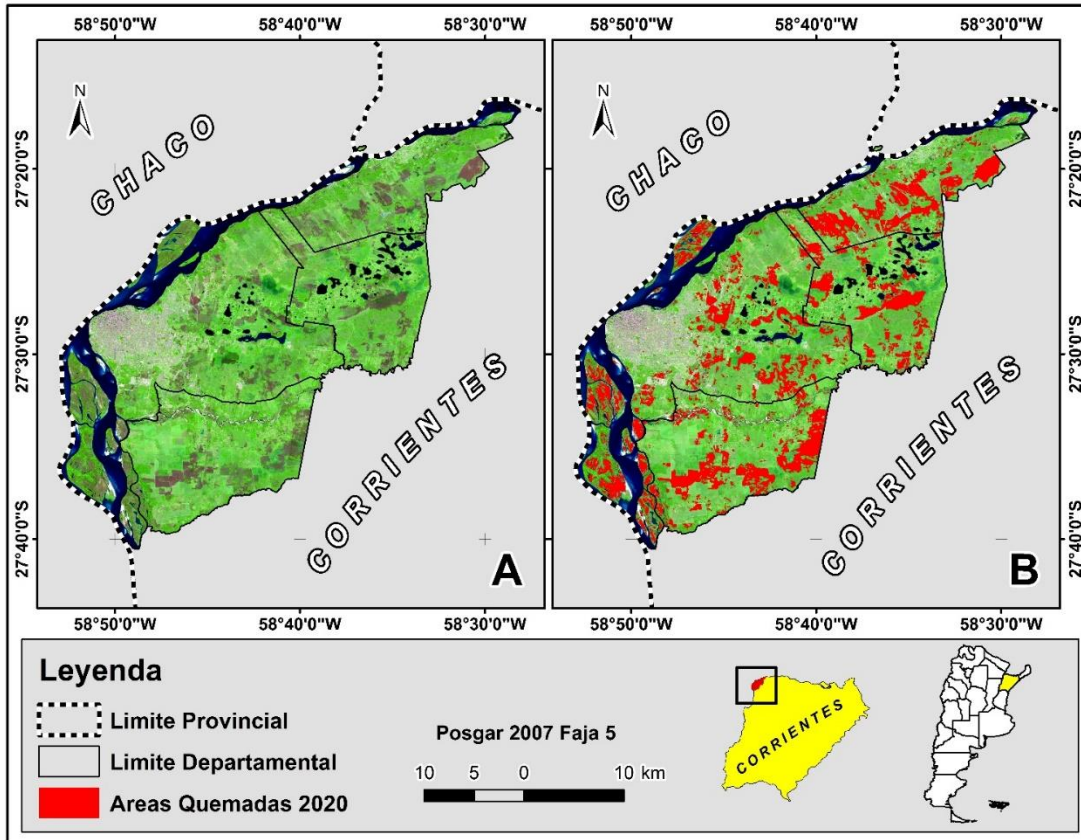 58°50'0"W 58°40'0"W 58°30'0"W 58°50'0"W 58°40'0"W 58°30'0"W
N
N
CHACO
CHACO
27°20'0"S
27°20'0"S
27°30'0"S
27°30'0"S
CORRIENTES
CORRIENTES
27°40'0"S
27°40'0"S
A
B
58°50'0"W 58°40'0"W 58°30'0"W 58°50'0"W 58°40'0"W 58°30'0"W
Leyenda
Limite Provincial
Limite Departamental
Areas Quemadas 2020
Posgar 2007 Faja 5
10 5 0 10 km
CORRIENTES